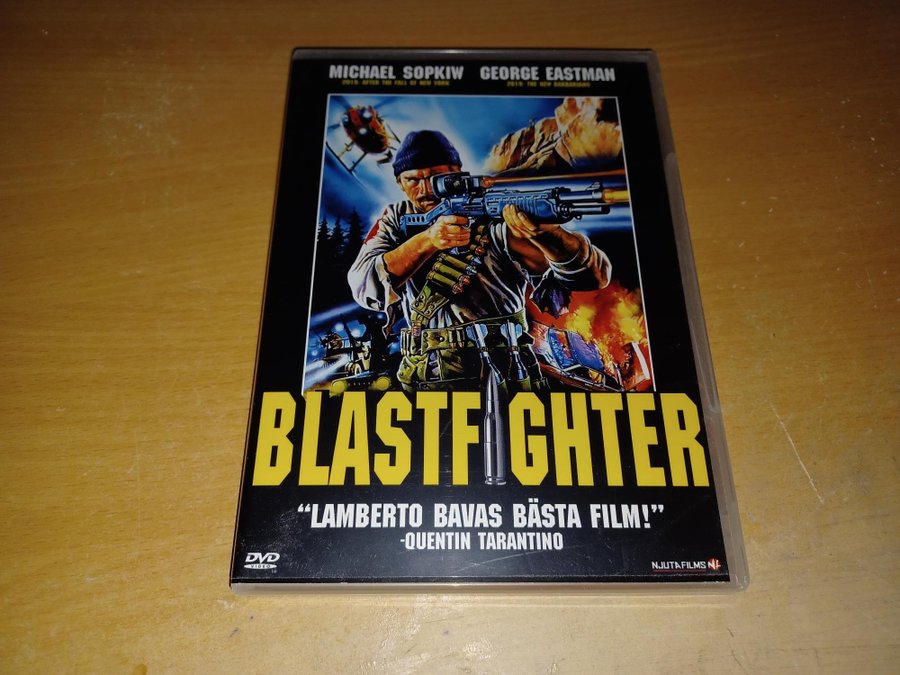 MICHAEL SOPKIW GEORGE EASTMAN
2019: AFTER THE FALL OF NEW YORK 2019: THE NEW BARBARIANS
BLASTFIGHTER
“LAMBERTO BAVAS BÄSTA FILM!”
-QUENTIN TARANTINO
DVD
VIDEO
NJUTAFILMS